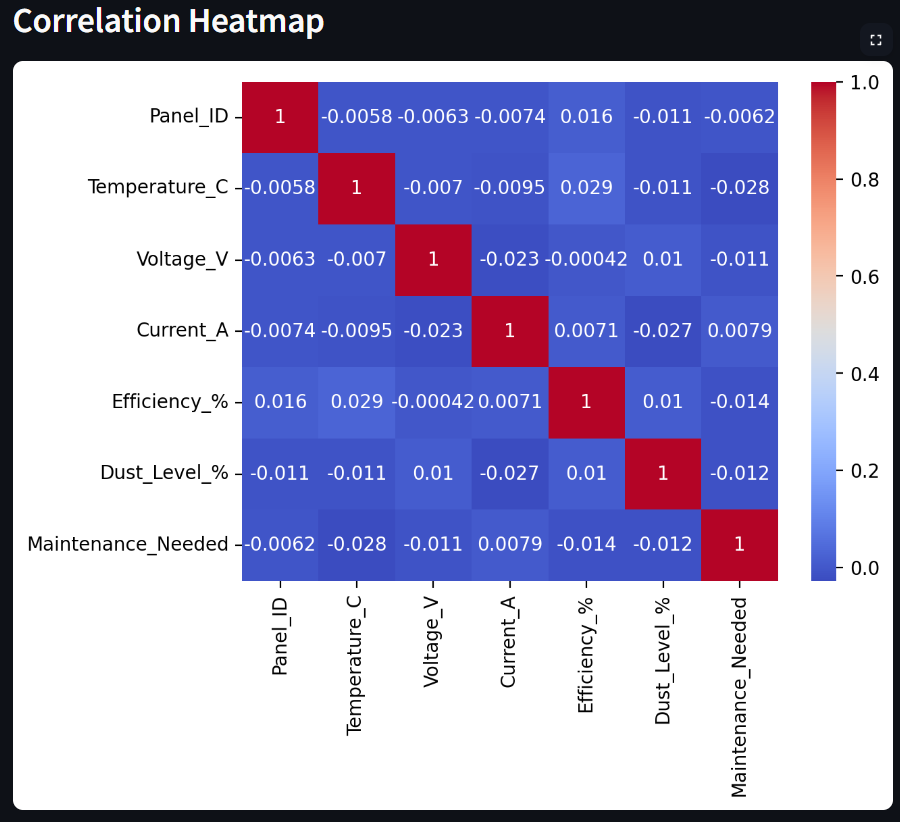 Correlation Heatmap
1.0
Panel_ID 1 -0.0058 -0.0063 -0.0074 0.016 -0.011 -0.0062
0.8
Temperature_C -0.0058 1 -0.007 -0.0095 0.029 -0.011 -0.028
Voltage_V -0.0063 -0.007 1 -0.023 -0.00042 0.01 -0.011
0.6
Current_A -0.0074 -0.0095 -0.023 1 0.0071 -0.027 0.0079
0.4
Efficiency_% 0.016 0.029 -0.00042 0.0071 1 0.01 -0.014
0.2
Dust_Level_% -0.011 -0.011 0.01 -0.027 0.01 1 -0.012
Maintenance_Needed -0.0062 -0.028 -0.011 0.0079 -0.014 -0.012 1
0.0
Panel_ID
Temperature_C
Voltage_V
Current_A
Efficiency_%
Dust_Level_%
Maintenance_Needed